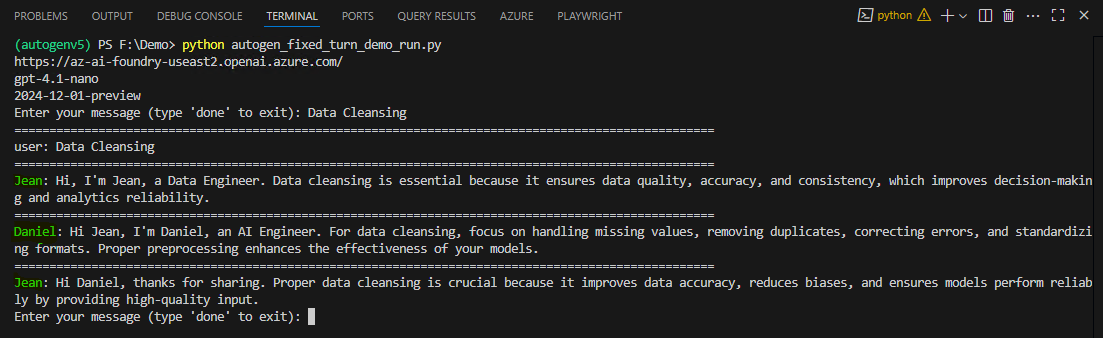 PROBLEMS OUTPUT DEBUG CONSOLE TERMINAL PORTS QUERY RESULTS AZURE PLAYWRIGHT python
(autogenv5) PS F:\Demo> python autogen_fixed_turn_demo_run.py
https://az-ai-foundry-useast2.openai.azure.com/
gpt-4.1-nano
2024-12-01-preview
Enter your message (type 'done' to exit): Data Cleansing
====================================================================================================
user: Data Cleansing
====================================================================================================
Jean: Hi, I'm Jean, a Data Engineer. Data cleansing is essential because it ensures data quality, accuracy, and consistency, which improves decision-makin
g and analytics reliability.
====================================================================================================
Daniel: Hi Jean, I'm Daniel, an AI Engineer. For data cleansing, focus on handling missing values, removing duplicates, correcting errors, and standardizi
ng formats. Proper preprocessing enhances the effectiveness of your models.
====================================================================================================
Jean: Hi Daniel, thanks for sharing. Proper data cleansing is crucial because it improves data accuracy, reduces biases, and ensures models perform reliab
ly by providing high-quality input.
Enter your message (type 'done' to exit):